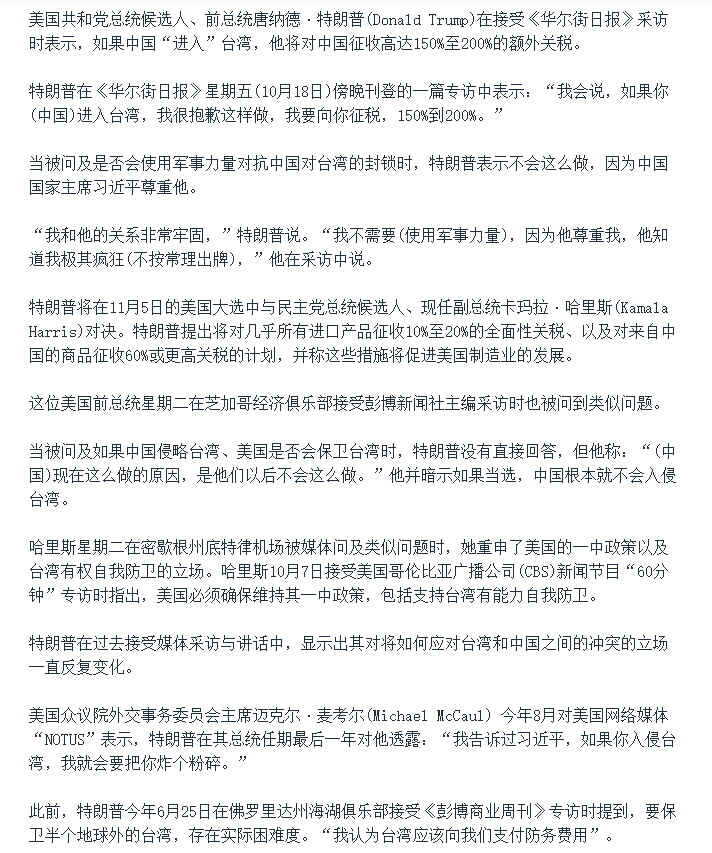 美国共和党总统候选人、前总统唐纳德·特朗普(Donald Trump)在接受《华尔街日报》采访
时表示，如果中国“进入”台湾，他将对中国征收高达150%至200%的额外关税。
特朗普在《华尔街日报》星期五(10月18日)傍晚刊登的一篇专访中表示：“我会说，如果你
(中国)进入台湾，我很抱歉这样做，我要向你征税，150%到200%。”
当被问及是否会使用军事力量对抗中国对台湾的封锁时，特朗普表示不会这么做，因为中国
国家主席习近平尊重他。
“我和他的关系非常牢固，”特朗普说。“我不需要(使用军事力量)，因为他尊重我，他知
道我极其疯狂(不按常理出牌)，”他在采访中说。
特朗普将在11月5日的美国大选中与民主党总统候选人、现任副总统卡玛拉·哈里斯(Kamala
Harris)对决。特朗普提出将对几乎所有进口产品征收10%至20%的全面性关税、以及对来自中
国的商品征收60%或更高关税的计划，并称这些措施将促进美国制造业的发展。
这位美国前总统星期二在芝加哥经济俱乐部接受彭博新闻社主编采访时也被问到类似问题。
当被问及如果中国侵略台湾、美国是否会保卫台湾时，特朗普没有直接回答，但他称：“(中
国)现在这么做的原因，是他们以后不会这么做。”他并暗示如果当选，中国根本就不会入侵
台湾。
哈里斯星期二在密歇根州底特律机场被媒体问及类似问题时，她重申了美国的一中政策以及
台湾有权自我防卫的立场。哈里斯10月7日接受美国哥伦比亚广播公司(CBS)新闻节目“60分
钟”专访时指出，美国必须确保维持其一中政策，包括支持台湾有能力自我防卫。
特朗普在过去接受媒体采访与讲话中，显示出其对将如何应对台湾和中国之间的冲突的立场
一直反复变化。
美国众议院外交事务委员会主席迈克尔·麦考尔(Michael McCaul) 今年8月对美国网络媒体
“NOTUS”表示，特朗普在其总统任期最后一年对他透露：“我告诉过习近平，如果你入侵台
湾，我就会要把你炸个粉碎。”
此前，特朗普今年6月25日在佛罗里达州海湖俱乐部接受《彭博商业周刊》专访时提到，要保
卫半个地球外的台湾，存在实际困难度。“我认为台湾应该向我们支付防务费用”。